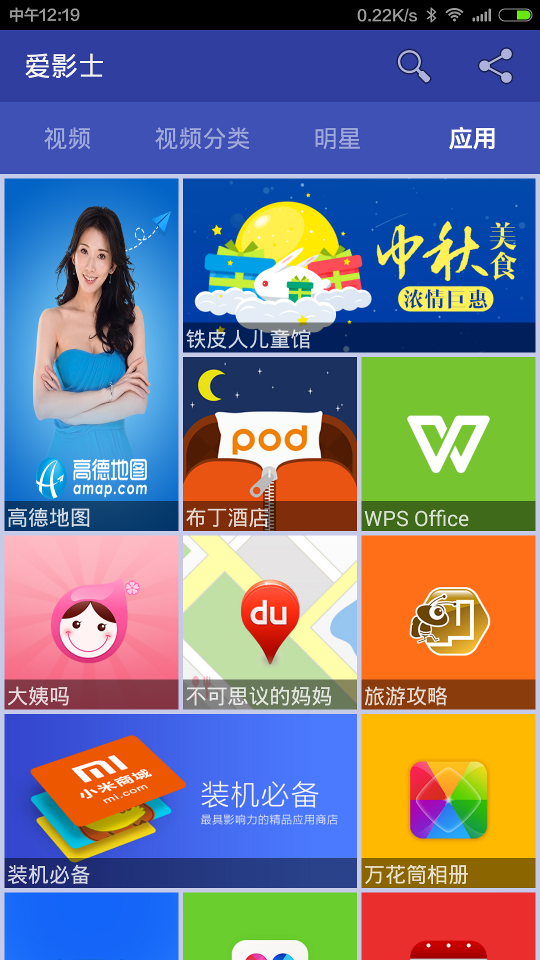 中午12:19
0.22K/s
爱影士
视频 视频分类 明星 应用
高德地图
amap.com
高德地图
中秋
美食
浓情巨惠
铁皮人儿童馆
pod
布丁酒店
WPS Office
大姨吗
du
不可思议的妈妈
旅游攻略
mi
小米商城
mi.com
装机必备
最具影响力的精品应用商店
装机必备
万花筒相册